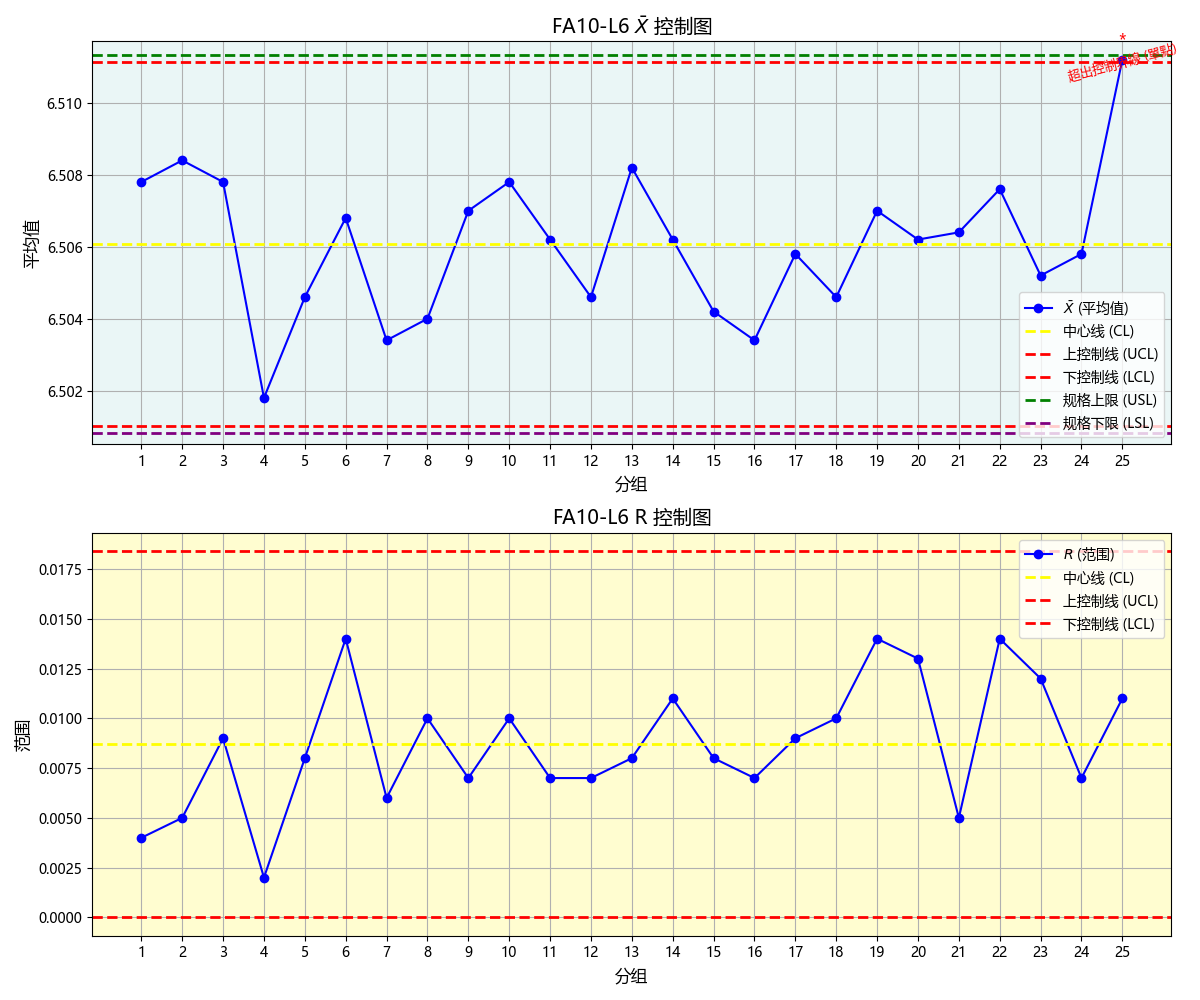 FA10-L6 X̄ 控制图
*
超出控制界線 (單點)
平均值
6.510
6.508
6.506
6.504
6.502
X̄ (平均值)
中心线 (CL)
上控制线 (UCL)
下控制线 (LCL)
规格上限 (USL)
规格下限 (LSL)
1 2 3 4 5 6 7 8 9 10 11 12 13 14 15 16 17 18 19 20 21 22 23 24 25
分组
FA10-L6 R 控制图
范围
0.0175
0.0150
0.0125
0.0100
0.0075
0.0050
0.0025
0.0000
R (范围)
中心线 (CL)
上控制线 (UCL)
下控制线 (LCL)
1 2 3 4 5 6 7 8 9 10 11 12 13 14 15 16 17 18 19 20 21 22 23 24 25
分组